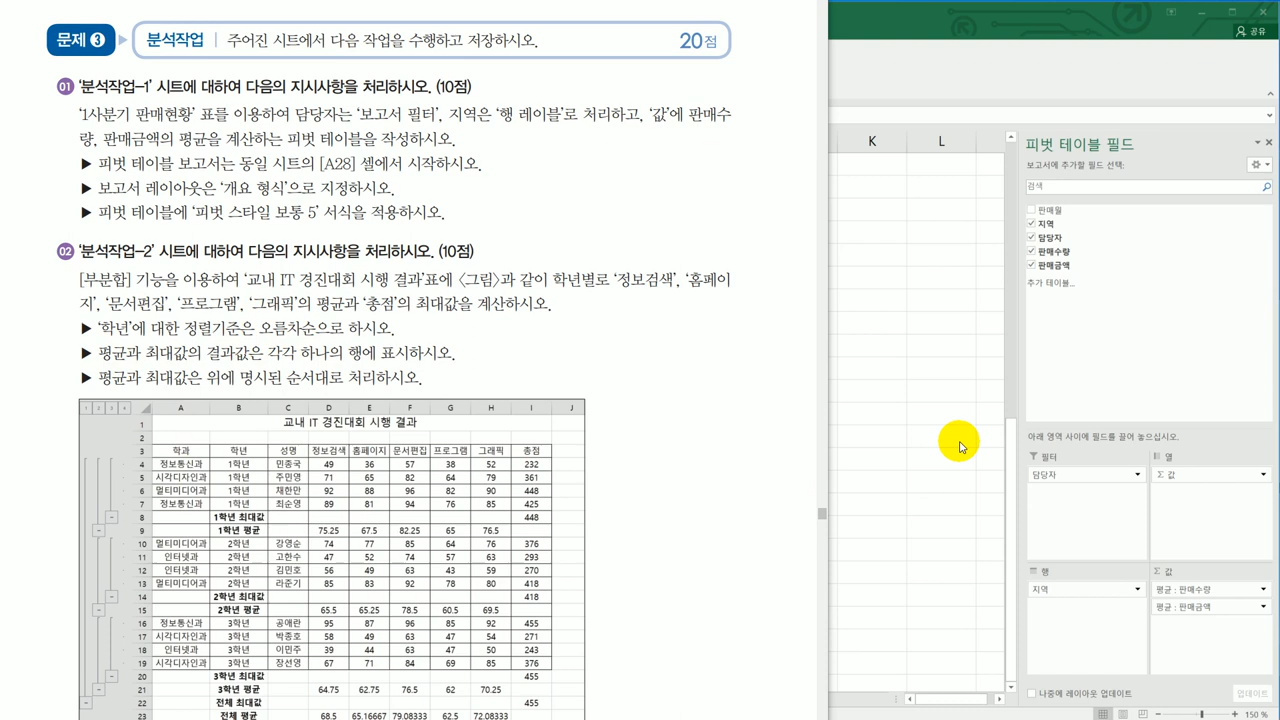 문제 3 분석작업 주어진 시트에서 다음 작업을 수행하고 저장하시오. 20점
01 '분석작업-1' 시트에 대하여 다음의 지시사항을 처리하시오. (10점)
'1사분기 판매현황' 표를 이용하여 담당자는 '보고서 필터', 지역은 '행 레이블'로 처리하고, '값'에 판매수
량, 판매금액의 평균을 계산하는 피벗 테이블을 작성하시오.
▶ 피벗 테이블 보고서는 동일 시트의 [A28] 셀에서 시작하시오.
▶ 보고서 레이아웃은 '개요 형식'으로 지정하시오.
▶ 피벗 테이블에 '피벗 스타일 보통 5' 서식을 적용하시오.
02 '분석작업-2' 시트에 대하여 다음의 지시사항을 처리하시오. (10점)
[부분합] 기능을 이용하여 '교내 IT 경진대회 시행 결과'표에 〈그림〉과 같이 학년별로 '정보검색', '홈페이
지', '문서편집', '프로그램', '그래픽'의 평균과 '총점'의 최대값을 계산하시오.
▶ '학년'에 대한 정렬기준은 오름차순으로 하시오.
▶ 평균과 최대값의 결과값은 각각 하나의 행에 표시하시오.
▶ 평균과 최대값은 위에 명시된 순서대로 처리하시오.
1 2 3 4 A B C D E F G H I J
1 교내 IT 경진대회 시행 결과
2
3 학과 학년 성명 정보검색 홈페이지 문서편집 프로그램 그래픽 총점
4 정보통신과 1학년 민종국 49 36 57 38 52 232
5 시각디자인과 1학년 주민영 71 65 82 64 79 361
6 멀티미디어과 1학년 채한만 92 88 96 82 90 448
7 정보통신과 1학년 최순영 89 81 94 76 85 425
8 1학년 최대값 448
9 1학년 평균 75.25 67.5 82.25 65 76.5
10 멀티미디어과 2학년 강영순 74 77 85 64 76 376
11 인터넷과 2학년 고한수 47 52 74 57 63 293
12 인터넷과 2학년 김민호 56 49 63 43 59 270
13 멀티미디어과 2학년 라준기 85 83 92 78 80 418
14 2학년 최대값 418
15 2학년 평균 65.5 65.25 78.5 60.5 69.5
16 정보통신과 3학년 공애란 95 87 96 85 92 455
17 시각디자인과 3학년 박종호 58 49 63 47 54 271
18 인터넷과 3학년 이민주 39 44 63 47 50 243
19 시각디자인과 3학년 장선영 67 71 84 69 85 376
20 3학년 최대값 455
21 3학년 평균 64.75 62.75 76.5 62 70.25
22 전체 최대값 455
23 전체 평균 68.5 65.16667 79.08333 62.5 72.08333
공유
K L
피벗 테이블 필드
보고서에 추가할 필드 선택:
검색
판매월
지역
담당자
판매수량
판매금액
추가 테이블...
아래 영역 사이에 필드를 끌어 놓으십시오.
필터 열
담당자 Σ 값
행 Σ 값
지역 평균 : 판매수량
평균 : 판매금액
나중에 레이아웃 업데이트 업데이트
150 %